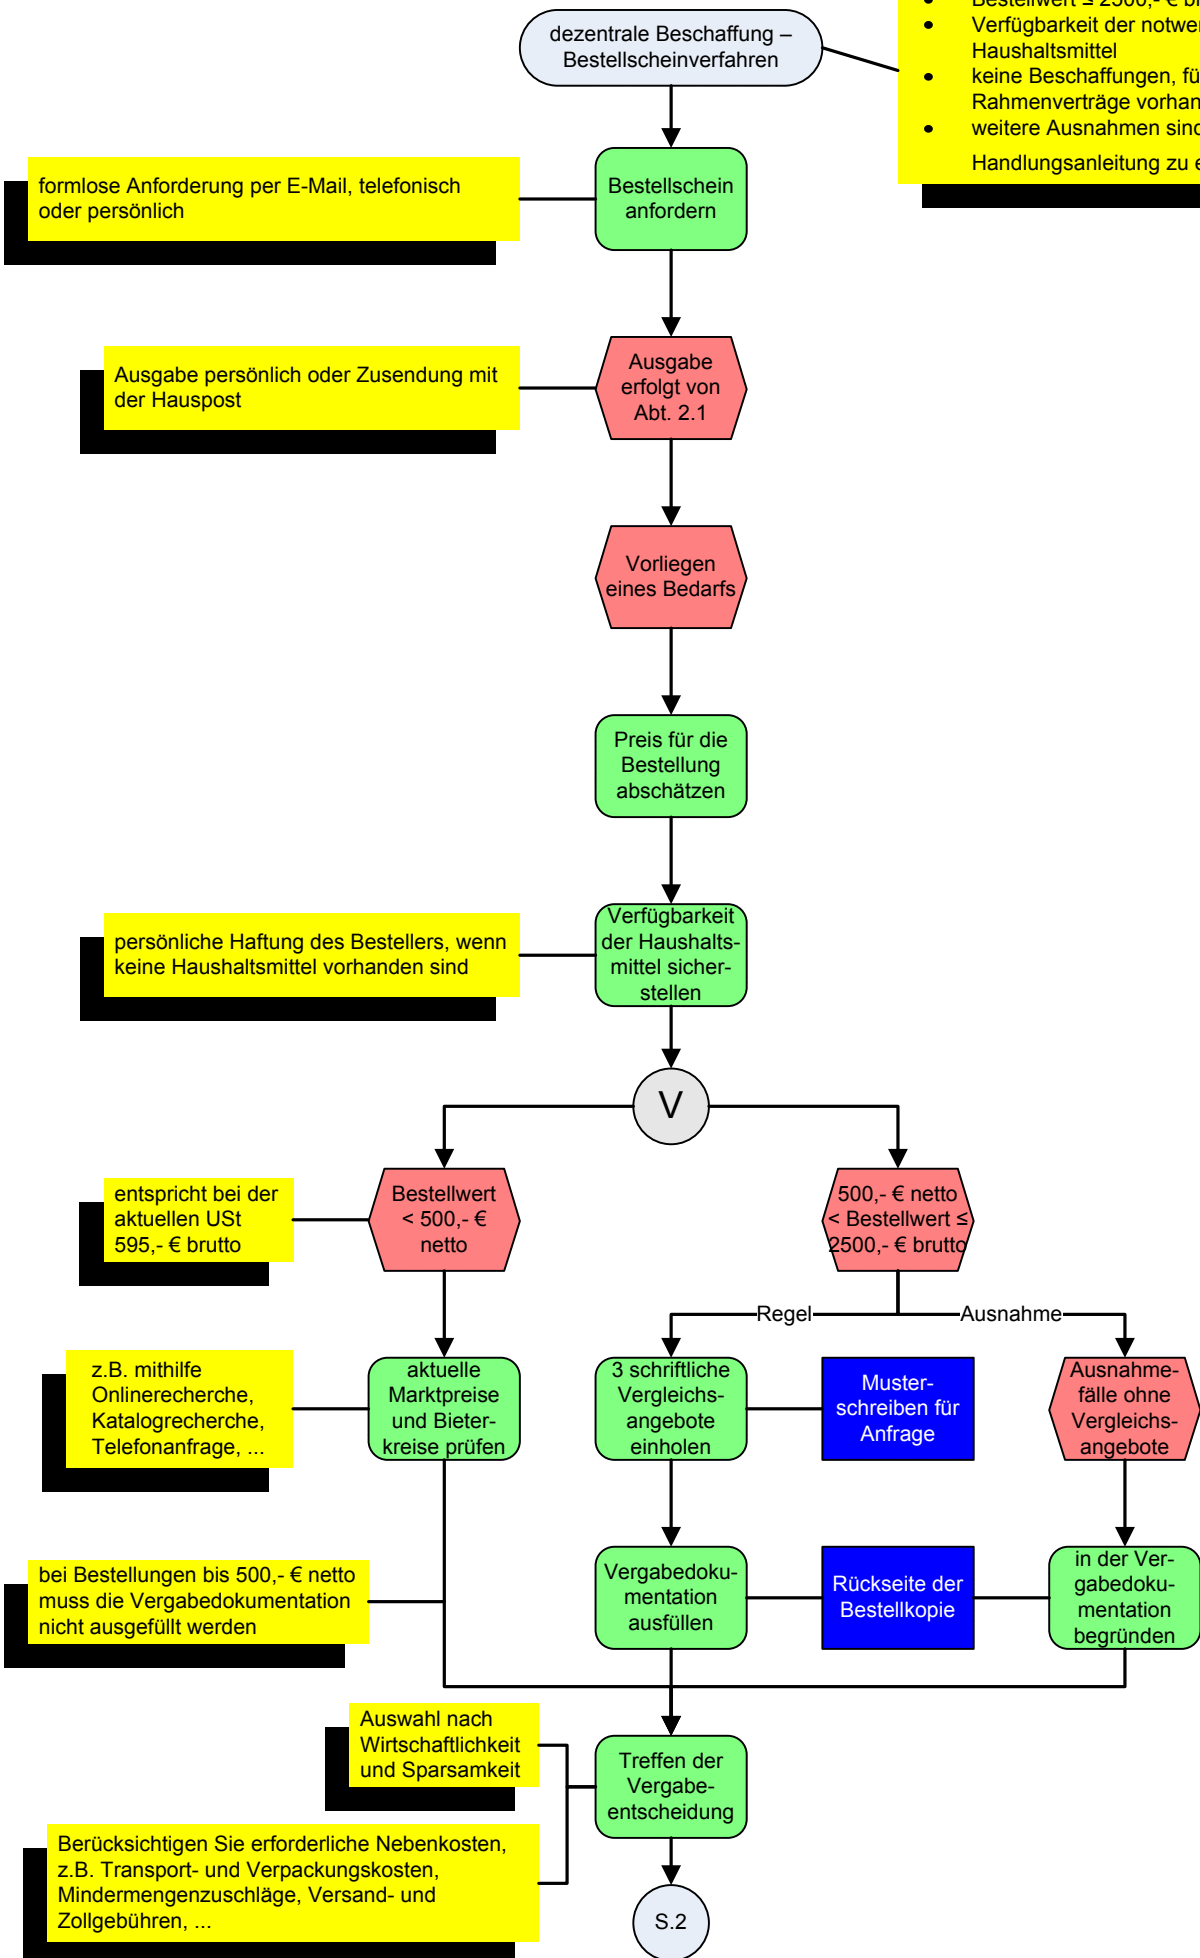 dezentrale Beschaffung –
Bestellscheinverfahren
Bestellwert ≤ 2500,- €
• Verfügbarkeit der
Haushaltsmittel
• keine Beschaffungen,
Rahmenverträge
• weitere Ausnahmen
Handlungsanleitung zu
formlose Anforderung per E-Mail, telefonisch
oder persönlich
Bestellschein
anfordern
Ausgabe persönlich oder Zusendung mit
der Hauspost
Ausgabe
erfolgt von
Abt. 2.1
Vorliegen
eines Bedarfs
Preis für die
Bestellung
abschätzen
persönliche Haftung des Bestellers, wenn
keine Haushaltsmittel vorhanden sind
Verfügbarkeit
der Haushalts-
mittel sicher-
stellen
V
entspricht bei der
aktuellen USt
595,- € brutto
Bestellwert
< 500,- €
netto
500,- € netto
< Bestellwert ≤
2500,- € brutto
Regel
Ausnahme
z.B. mithilfe
Onlinerecherche,
Katalogrecherche,
Telefonanfrage, ...
aktuelle
Marktpreise
und Bieter-
kreise prüfen
3 schriftliche
Vergleichs-
angebote
einholen
Muster-
schreiben für
Anfrage
Ausnahme-
fälle ohne
Vergleichs-
angebote
bei Bestellungen bis 500,- € netto
muss die Vergabedokumentation
nicht ausgefüllt werden
Vergabedoku-
mentation
ausfüllen
Rückseite der
Bestellkopie
in der Ver-
gabedoku-
mentation
begründen
Auswahl nach
Wirtschaftlichkeit
und Sparsamkeit
Treffen der
Vergabe-
entscheidung
Berücksichtigen Sie erforderliche Nebenkosten,
z.B. Transport- und Verpackungskosten,
Mindermengenzuschläge, Versand- und
Zollgebühren, ...
S.2